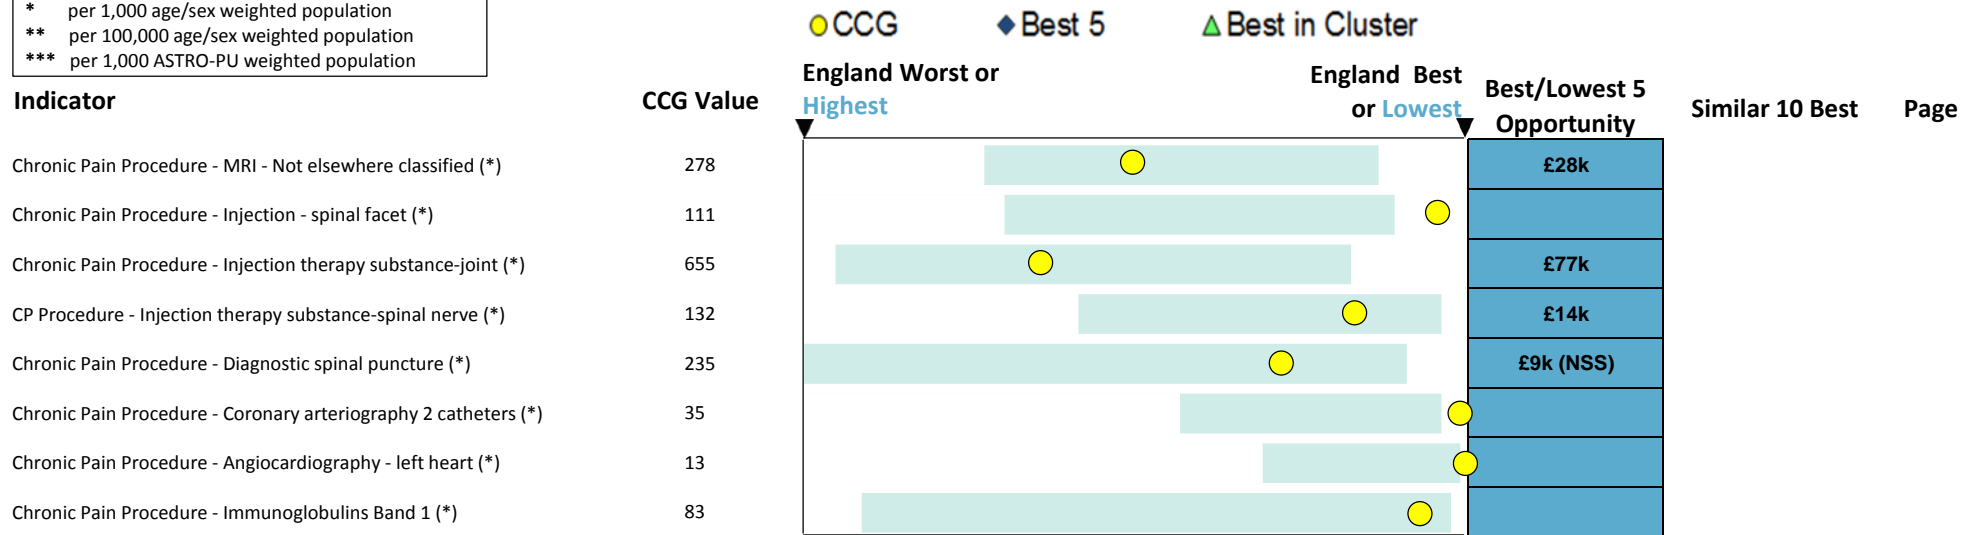 * per 1,000 age/sex weighted population
** per 100,000 age/sex weighted population
*** per 1,000 ASTRO-PU weighted population
CCG Best 5 Best in Cluster
Indicator CCG Value England Worst or Highest England Best or Lowest Best/Lowest 5 Opportunity Similar 10 Best Page
Chronic Pain Procedure - MRI - Not elsewhere classified (*) 278 £28k
Chronic Pain Procedure - Injection - spinal facet (*) 111
Chronic Pain Procedure - Injection therapy substance-joint (*) 655 £77k
CP Procedure - Injection therapy substance-spinal nerve (*) 132 £14k
Chronic Pain Procedure - Diagnostic spinal puncture (*) 235 £9k (NSS)
Chronic Pain Procedure - Coronary arteriography 2 catheters (*) 35
Chronic Pain Procedure - Angiocardiography - left heart (*) 13
Chronic Pain Procedure - Immunoglobulins Band 1 (*) 83